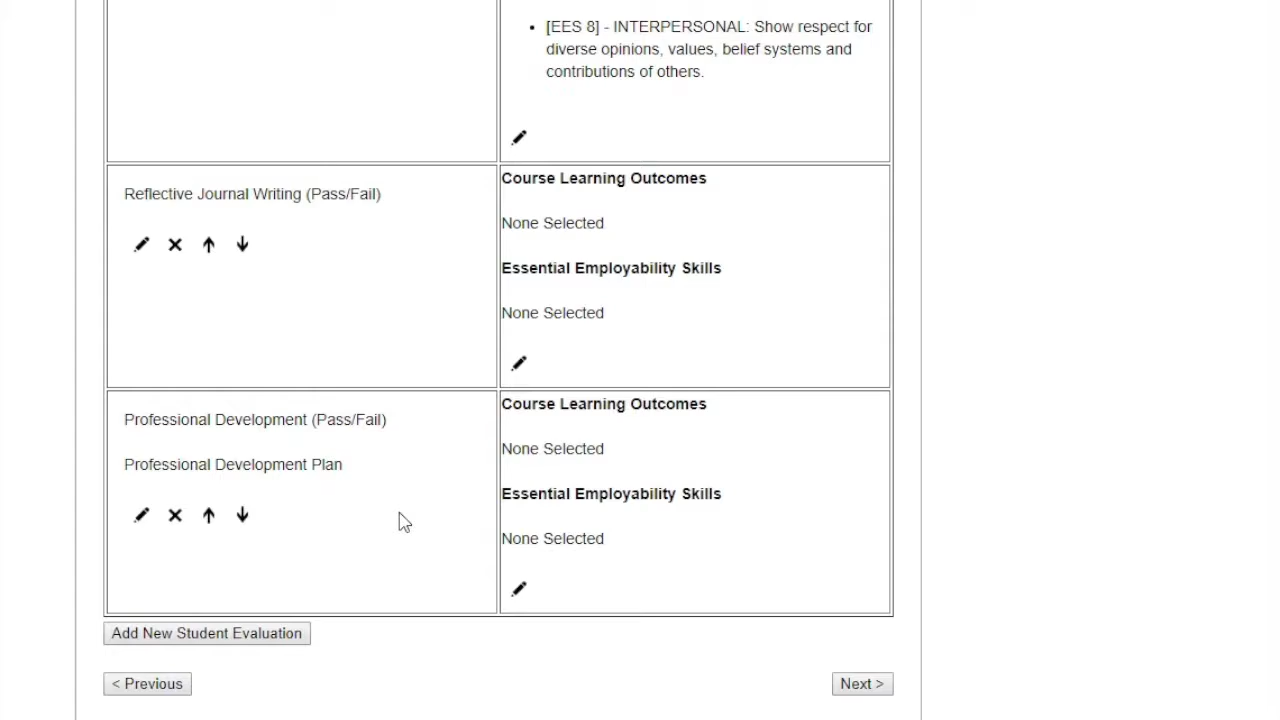 • [EES 8] - INTERPERSONAL: Show respect for
diverse opinions, values, belief systems and
contributions of others.
Reflective Journal Writing (Pass/Fail)
Course Learning Outcomes
None Selected
Essential Employability Skills
None Selected
Professional Development (Pass/Fail)
Professional Development Plan
Course Learning Outcomes
None Selected
Essential Employability Skills
None Selected
Add New Student Evaluation
< Previous
Next >